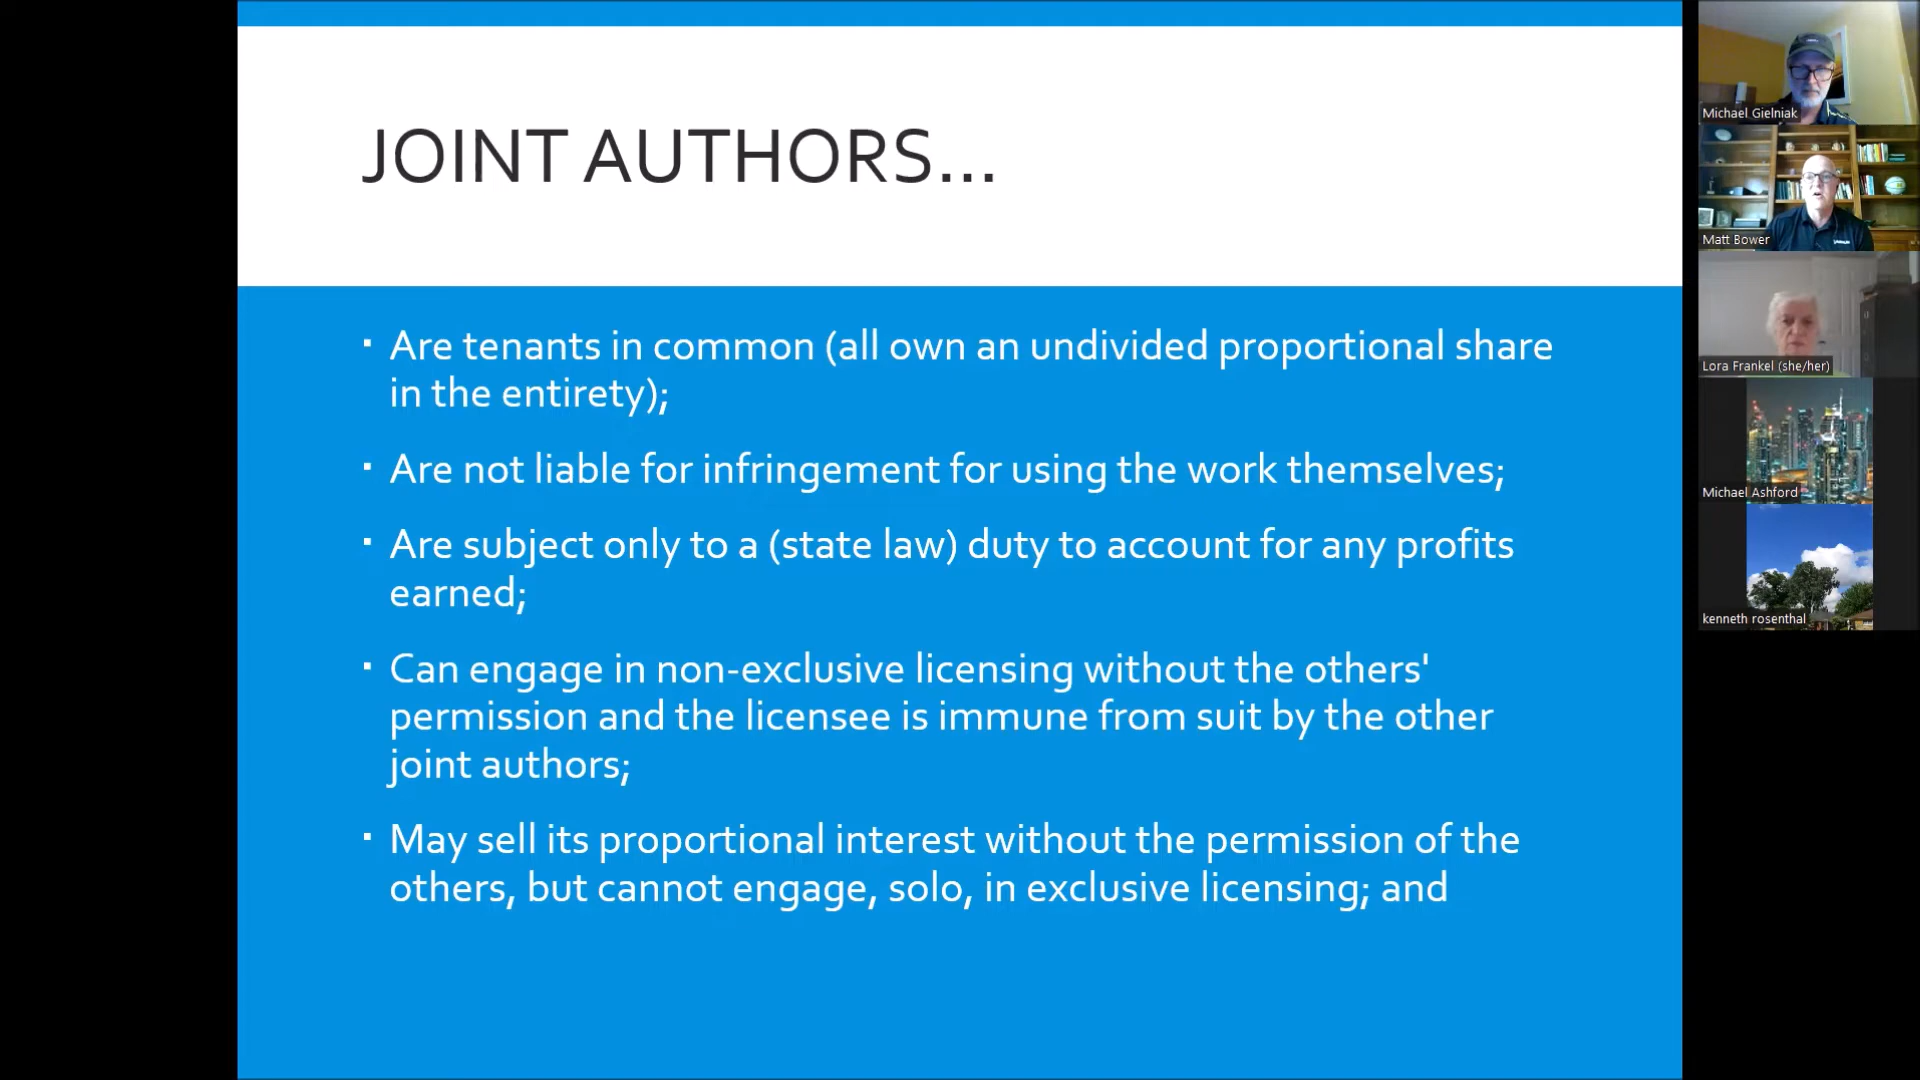 JOINT AUTHORS...
▪ Are tenants in common (all own an undivided proportional share
in the entirety);
▪ Are not liable for infringement for using the work themselves;
▪ Are subject only to a (state law) duty to account for any profits
earned;
▪ Can engage in non-exclusive licensing without the others'
permission and the licensee is immune from suit by the other
joint authors;
▪ May sell its proportional interest without the permission of the
others, but cannot engage, solo, in exclusive licensing; and
Michael Gielniak
Matt Bower
Lora Frankel (she/her)
Michael Ashford
kenneth rosenthal